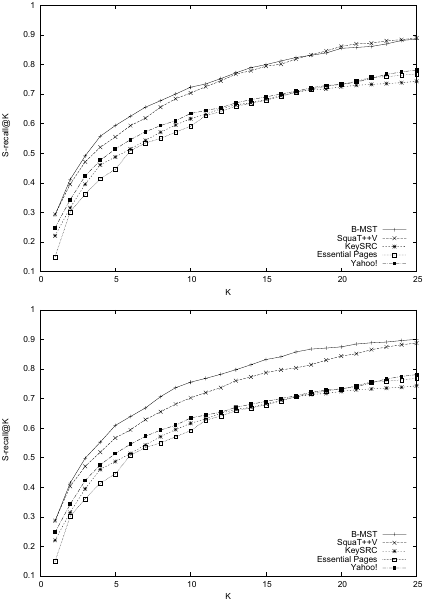 1
0.9
0.8
0.7
0.6
0.5
0.4
0.3
0.2
0.1
S-recall@K
B-MST
SquaT++V
KeySRC
Essential Pages
Yahoo!
0 5 10 15 20 25
K
1
0.9
0.8
0.7
0.6
0.5
0.4
0.3
0.2
0.1
S-recall@K
B-MST
SquaT++V
KeySRC
Essential Pages
Yahoo!
0 5 10 15 20 25
K